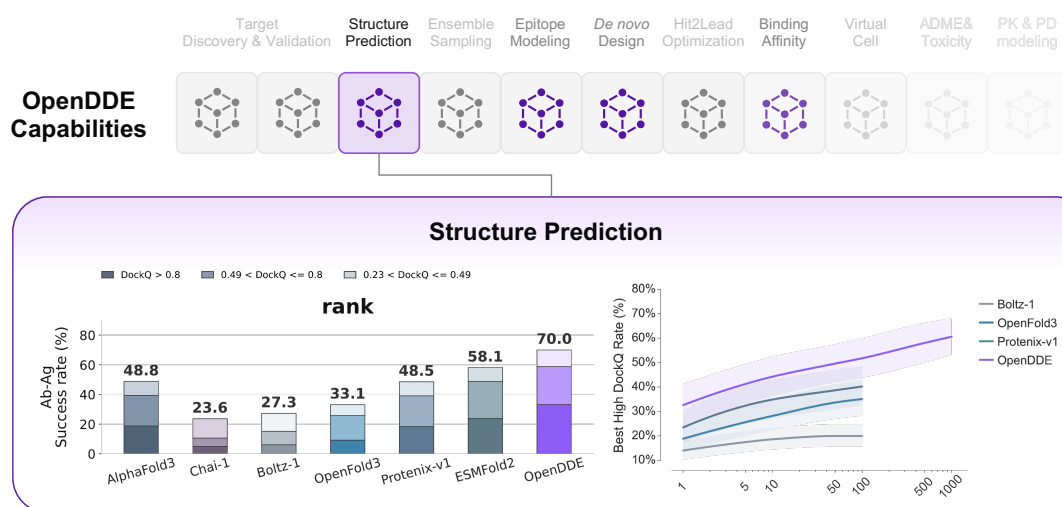 Target
Discovery & Validation
Structure
Prediction
Ensemble
Sampling
Epitope
Modeling
De novo
Design
Hit2Lead
Optimization
Binding
Affinity
Virtual
Cell
ADME&
Toxicity
PK & PD
modeling
OpenDDE
Capabilities
Structure Prediction
DockQ > 0.8
0.49 < DockQ <= 0.8
0.23 < DockQ <= 0.49
rank
Ab-Ag
Success rate (%)
80
60
40
20
0
48.8
23.6
27.3
33.1
48.5
58.1
70.0
AlphaFold3
Chai-1
Boltz-1
OpenFold3
Protenix-v1
ESMFold2
OpenDDE
Best High DockQ Rate (%)
80%
70%
60%
50%
40%
30%
20%
10%
1
5
10
50
100
500
1000
Boltz-1
OpenFold3
Protenix-v1
OpenDDE